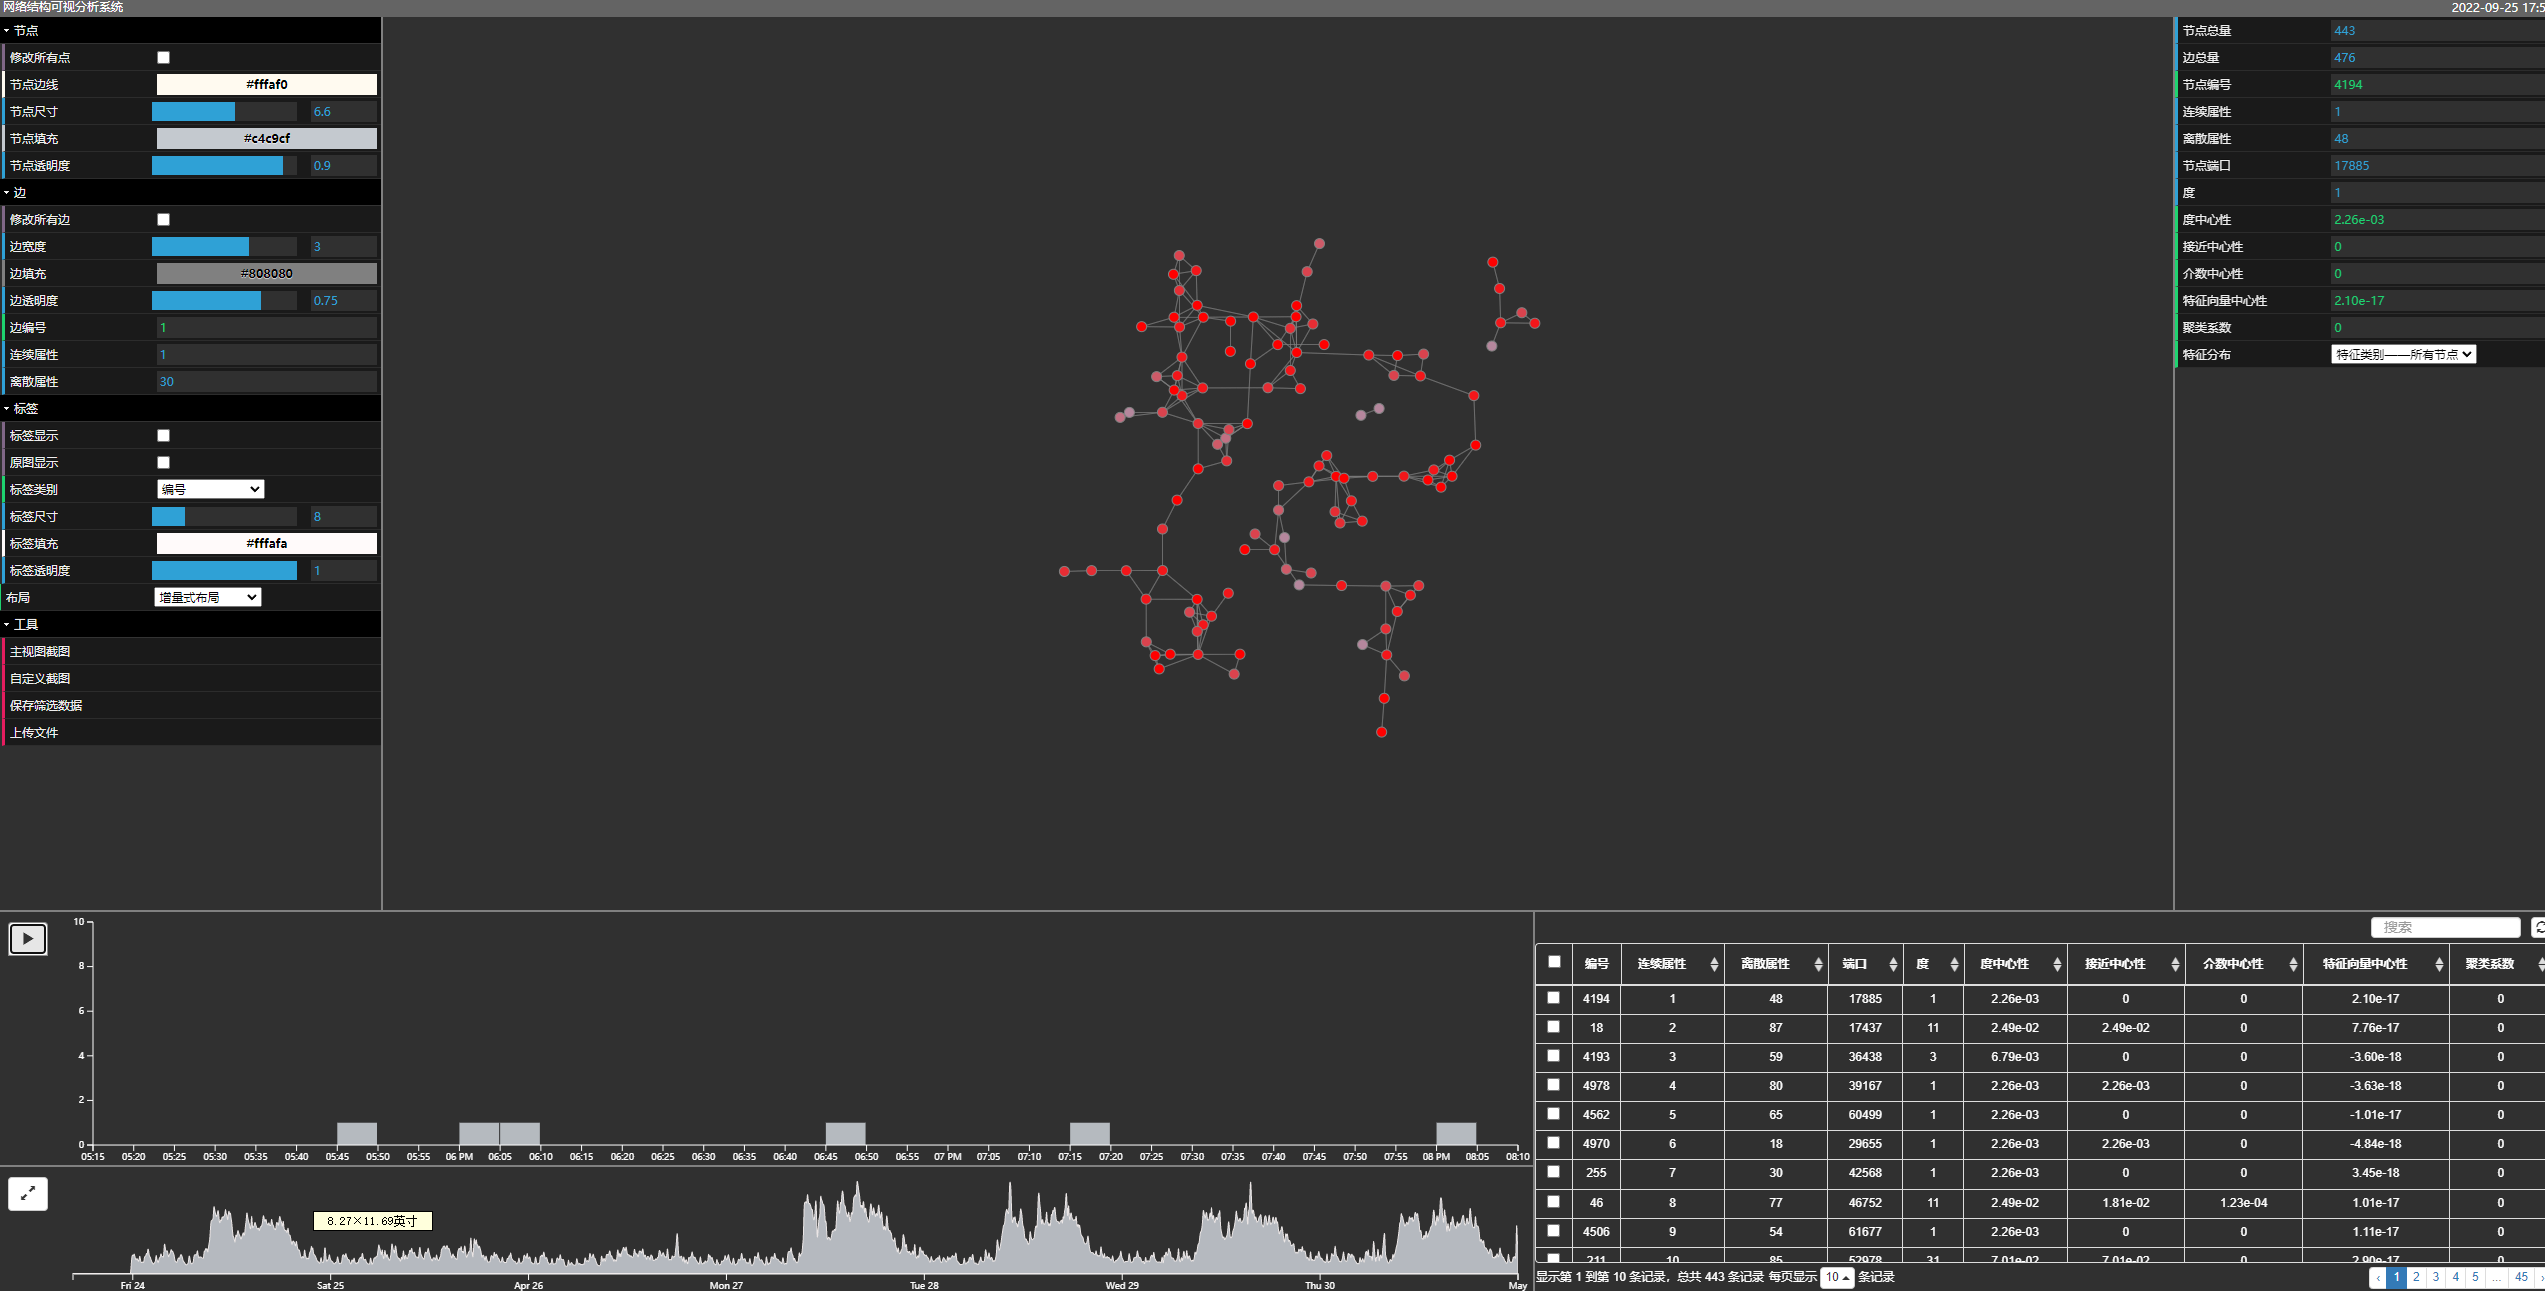 网络结构可视分析系统
2022-09-25 17:5
节点
修改所有点
节点边线 #fffaf0
节点尺寸 6.6
节点填充 #c4c9cf
节点透明度 0.9
边
修改所有边
边宽度 3
边填充 #808080
边透明度 0.75
边编号 1
连续属性 1
离散属性 30
标签
标签显示
原图显示
标签类别 编号
标签尺寸 8
标签填充 #fffafa
标签透明度 1
布局 增量式布局
工具
主视图截图
自定义截图
保存筛选数据
上传文件
节点总量 443
边总量 476
节点编号 4194
连续属性 1
离散属性 48
节点端口 17885
度 1
度中心性 2.26e-03
接近中心性 0
介数中心性 0
特征向量中心性 2.10e-17
聚类系数 0
特征分布 特征类别——所有节点
10
8
6
4
2
0
05:15 05:20 05:25 05:30 05:35 05:40 05:45 05:50 05:55 06 PM 06:05 06:10 06:15 06:20 06:25 06:30 06:35 06:40 06:45 06:50 06:55 07 PM 07:05 07:10 07:15 07:20 07:25 07:30 07:35 07:40 07:45 07:50 07:55 08 PM 08:05 08:10
8.27×11.69英寸
Fri 24 Sat 25 Apr 26 Mon 27 Tue 28 Wed 29 Thu 30 May
搜索
编号 连续属性 离散属性 端口 度 度中心性 接近中心性 介数中心性 特征向量中心性 聚类系数
4194 1 48 17885 1 2.26e-03 0 0 2.10e-17 0
18 2 87 17437 11 2.49e-02 2.49e-02 0 7.76e-17 0
4193 3 59 36438 3 6.79e-03 0 0 -3.60e-18 0
4978 4 80 39167 1 2.26e-03 2.26e-03 0 -3.63e-18 0
4562 5 65 60499 1 2.26e-03 0 0 -1.01e-17 0
4970 6 18 29655 1 2.26e-03 2.26e-03 0 -4.84e-18 0
255 7 30 42568 1 2.26e-03 0 0 3.45e-18 0
46 8 77 46752 11 2.49e-02 1.81e-02 1.23e-04 1.01e-17 0
4506 9 54 61677 1 2.26e-03 0 0 1.11e-17 0
211 10 85 52978 31 7.01e-02 7.01e-02 0 2.90e-17 0
显示第 1 到第 10 条记录，总共 443 条记录 每页显示 10 条记录
‹ 1 2 3 4 5 ... 45 ›